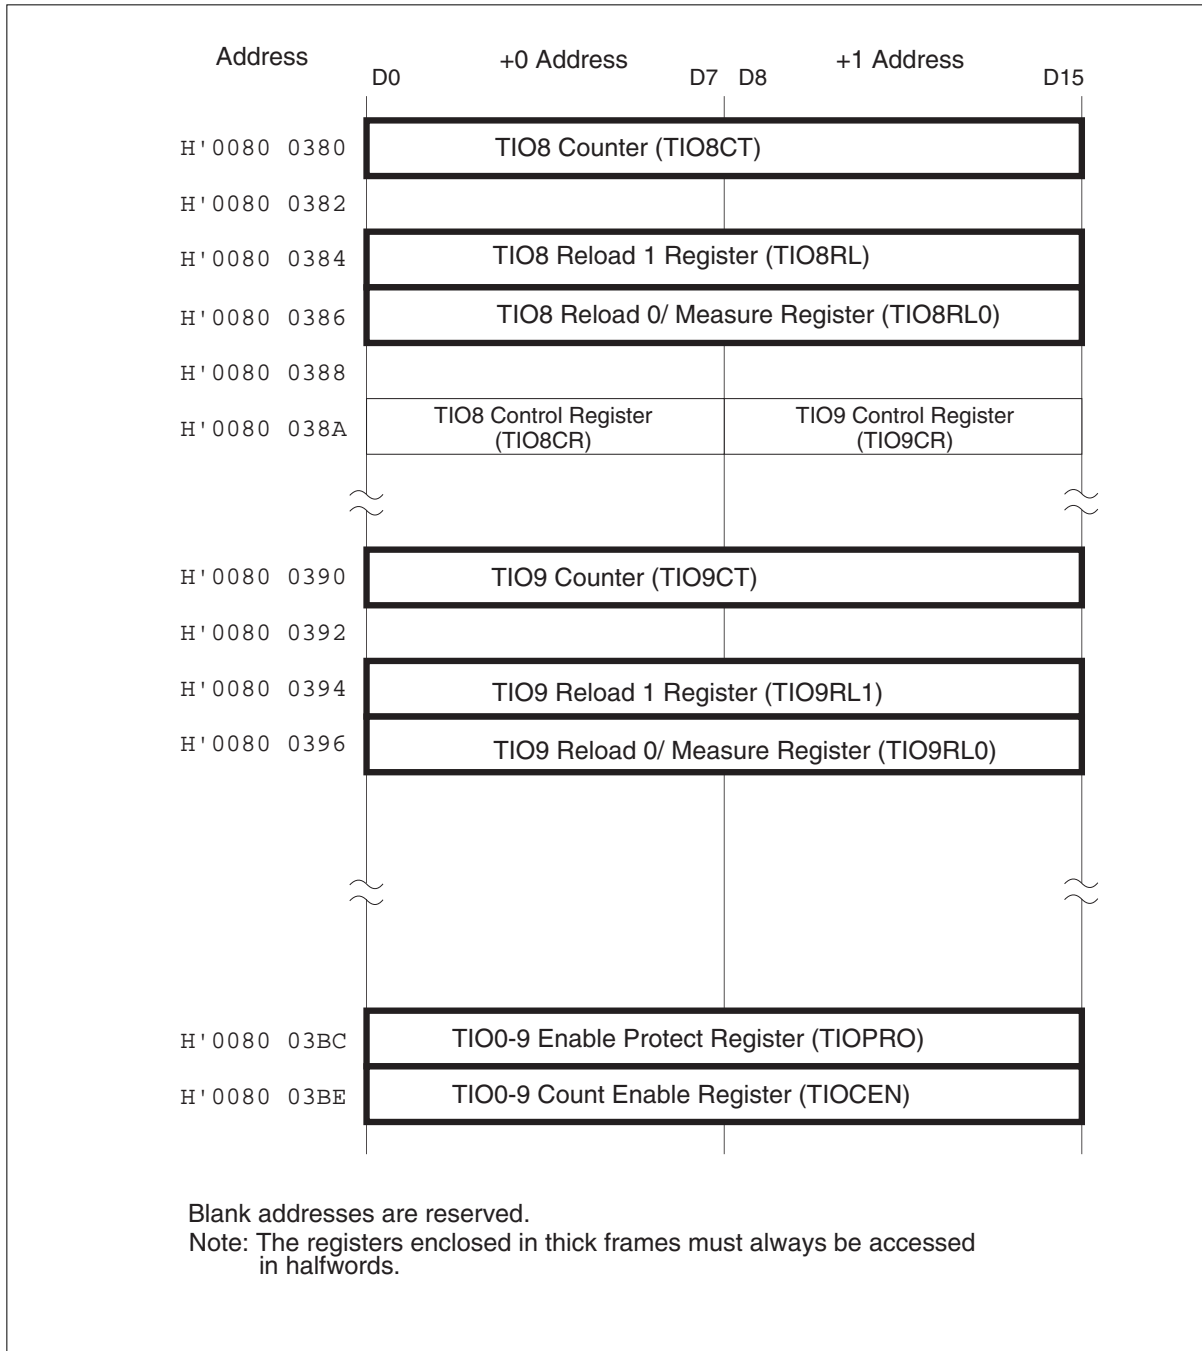 Address +0 Address +1 Address
D0 D7 D8 D15
H'0080 0380 TIO8 Counter (TIO8CT)
H'0080 0382
H'0080 0384 TIO8 Reload 1 Register (TIO8RL)
H'0080 0386 TIO8 Reload 0/ Measure Register (TIO8RL0)
H'0080 0388
H'0080 038A
TIO8 Control Register
(TIO8CR)
TIO9 Control Register
(TIO9CR)
H'0080 0390 TIO9 Counter (TIO9CT)
H'0080 0392
H'0080 0394 TIO9 Reload 1 Register (TIO9RL1)
H'0080 0396 TIO9 Reload 0/ Measure Register (TIO9RL0)
H'0080 03BC TIO0-9 Enable Protect Register (TIOPRO)
H'0080 03BE TIO0-9 Count Enable Register (TIOCEN)
Blank addresses are reserved.
Note: The registers enclosed in thick frames must always be accessed
in halfwords.